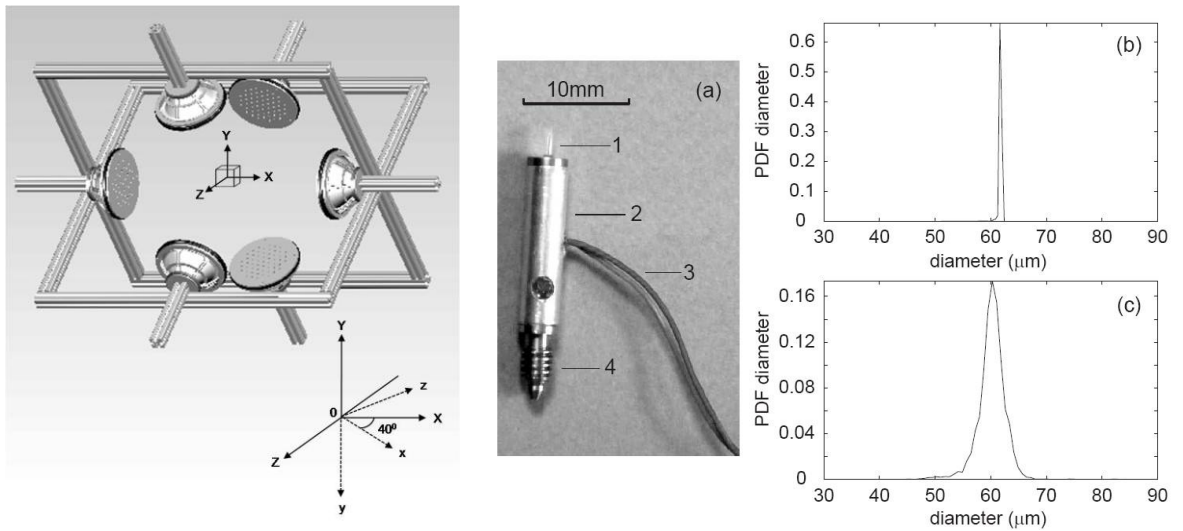 Y
X
Z
Y
z
0
X
40⁰
x
Z
y
10mm
(a)
1
2
3
4
(b)
PDF diameter
0.6
0.5
0.4
0.3
0.2
0.1
0
30 40 50 60 70 80 90
diameter (μm)
(c)
PDF diameter
0.16
0.12
0.08
0.04
0
30 40 50 60 70 80 90
diameter (μm)